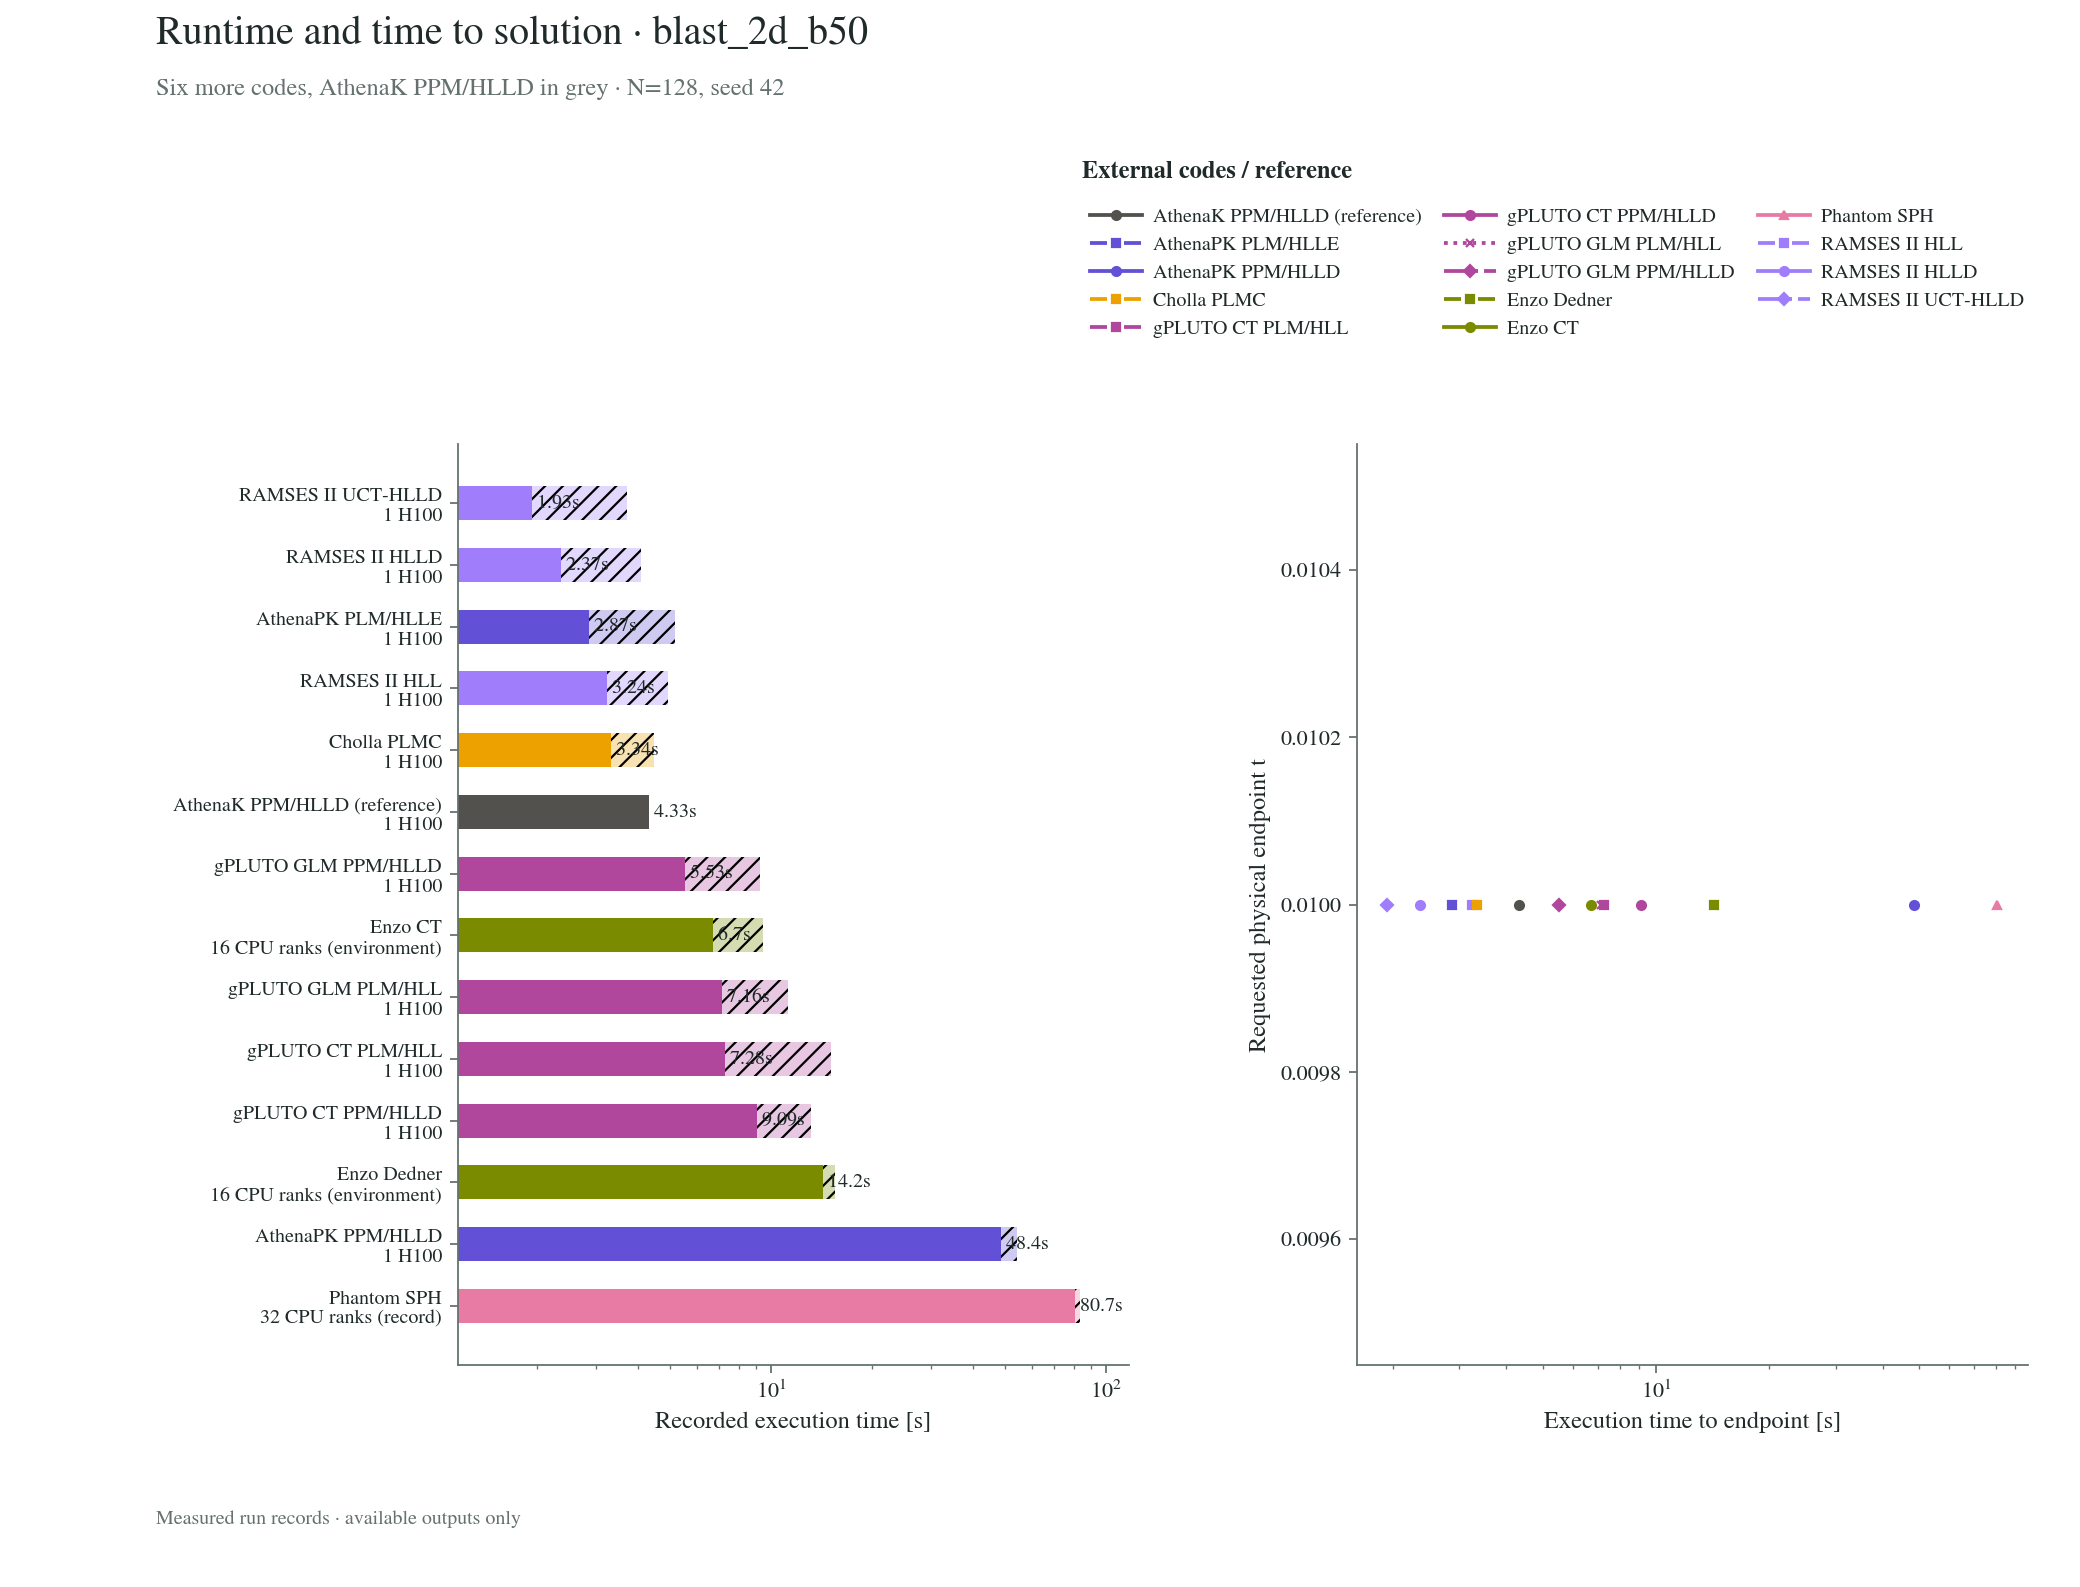 Runtime and time to solution · blast_2d_b50
Six more codes, AthenaK PPM/HLLD in grey · N=128, seed 42
External codes / reference
AthenaK PPM/HLLD (reference)
AthenaPK PLM/HLLE
AthenaPK PPM/HLLD
Cholla PLMC
gPLUTO CT PLM/HLL
gPLUTO CT PPM/HLLD
gPLUTO GLM PLM/HLL
gPLUTO GLM PPM/HLLD
Enzo Dedner
Enzo CT
Phantom SPH
RAMSES II HLL
RAMSES II HLLD
RAMSES II UCT-HLLD
RAMSES II UCT-HLLD
1 H100
1.93s
RAMSES II HLLD
1 H100
2.37s
AthenaPK PLM/HLLE
1 H100
2.87s
RAMSES II HLL
1 H100
3.24s
Cholla PLMC
1 H100
3.34s
AthenaK PPM/HLLD (reference)
1 H100
4.33s
gPLUTO GLM PPM/HLLD
1 H100
5.53s
Enzo CT
16 CPU ranks (environment)
6.7s
gPLUTO GLM PLM/HLL
1 H100
7.16s
gPLUTO CT PLM/HLL
1 H100
7.28s
gPLUTO CT PPM/HLLD
1 H100
9.09s
Enzo Dedner
16 CPU ranks (environment)
14.2s
AthenaPK PPM/HLLD
1 H100
48.4s
Phantom SPH
32 CPU ranks (record)
80.7s
10¹
10²
Recorded execution time [s]
Requested physical endpoint t
0.0104
0.0102
0.0100
0.0098
0.0096
10¹
Execution time to endpoint [s]
Measured run records · available outputs only